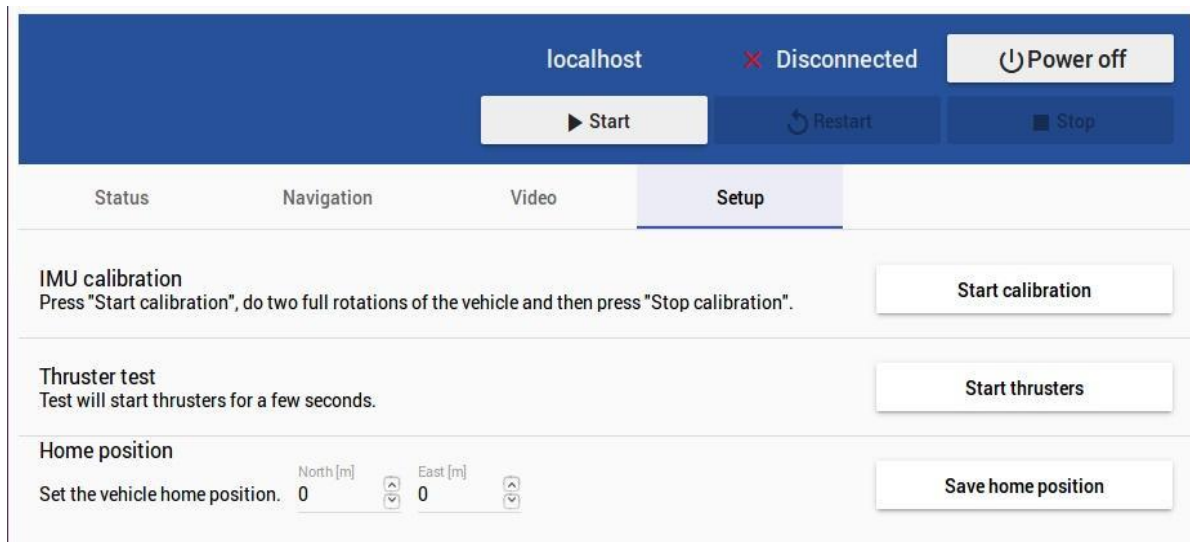 localhost
Disconnected
Power off
Start
Restart
Stop
Status
Navigation
Video
Setup
IMU calibration
Press "Start calibration", do two full rotations of the vehicle and then press "Stop calibration".
Start calibration
Thruster test
Test will start thrusters for a few seconds.
Start thrusters
Home position
Set the vehicle home position.
North [m]
0
East [m]
0
Save home position